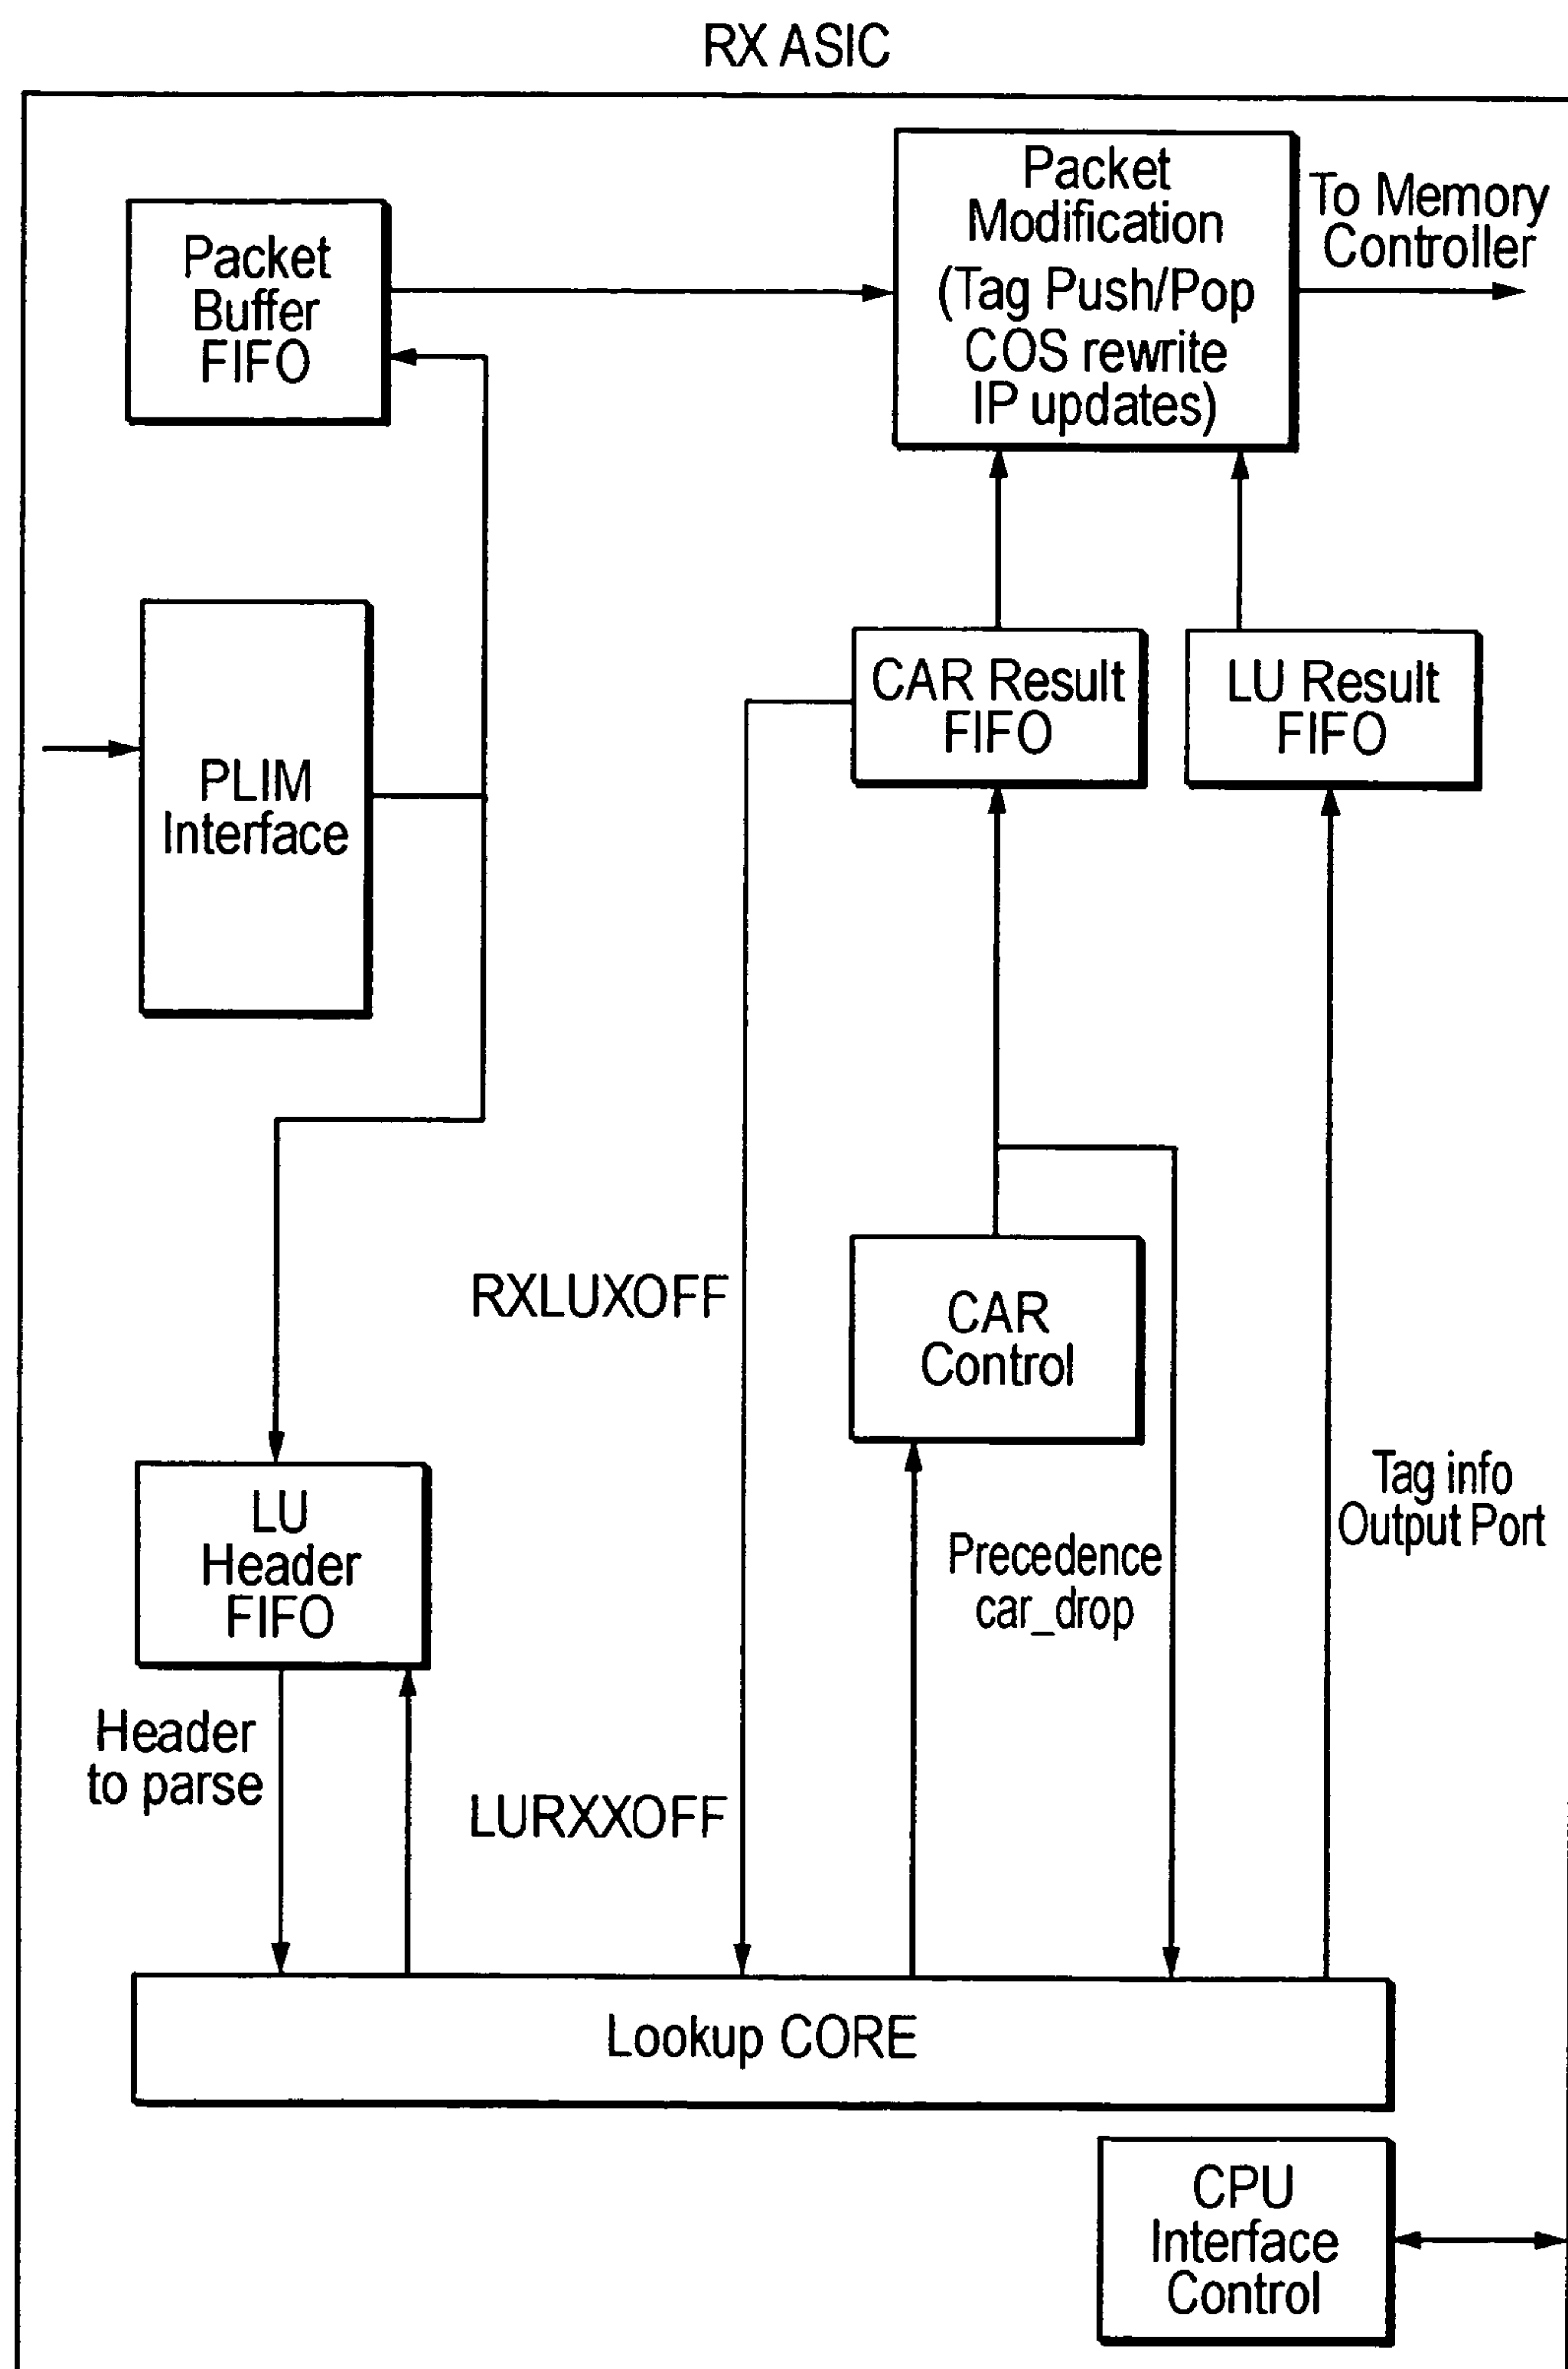 RX ASIC
Packet
Buffer
FIFO
Packet
Modification
(Tag Push/Pop
COS rewrite
IP updates)
To Memory
Controller
PLIM
Interface
CAR Result
FIFO
LU Result
FIFO
RXLUXOFF
CAR
Control
LU
Header
FIFO
Precedence
car_drop
Tag info
Output Port
Header
to parse
LURXXOFF
Lookup CORE
CPU
Interface
Control